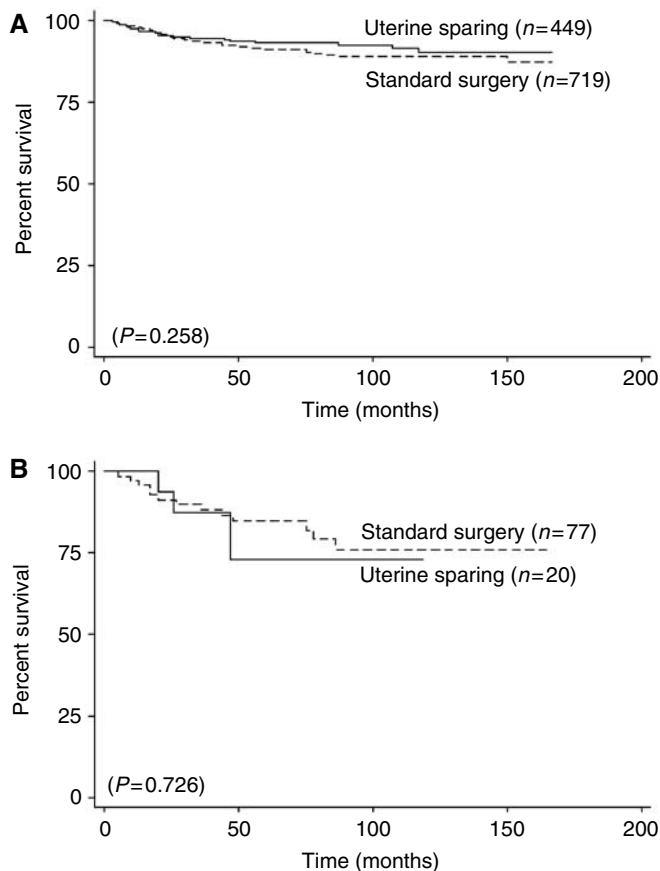 A
Percent survival
100
75
50
25
0
Uterine sparing (n=449)
Standard surgery (n=719)
(P=0.258)
0 50 100 150 200
Time (months)
B
Percent survival
100
75
50
25
0
Standard surgery (n=77)
Uterine sparing (n=20)
(P=0.726)
0 50 100 150 200
Time (months)